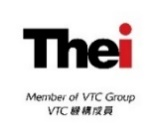 Thei
Member of VTC Group
VTC 機構成員